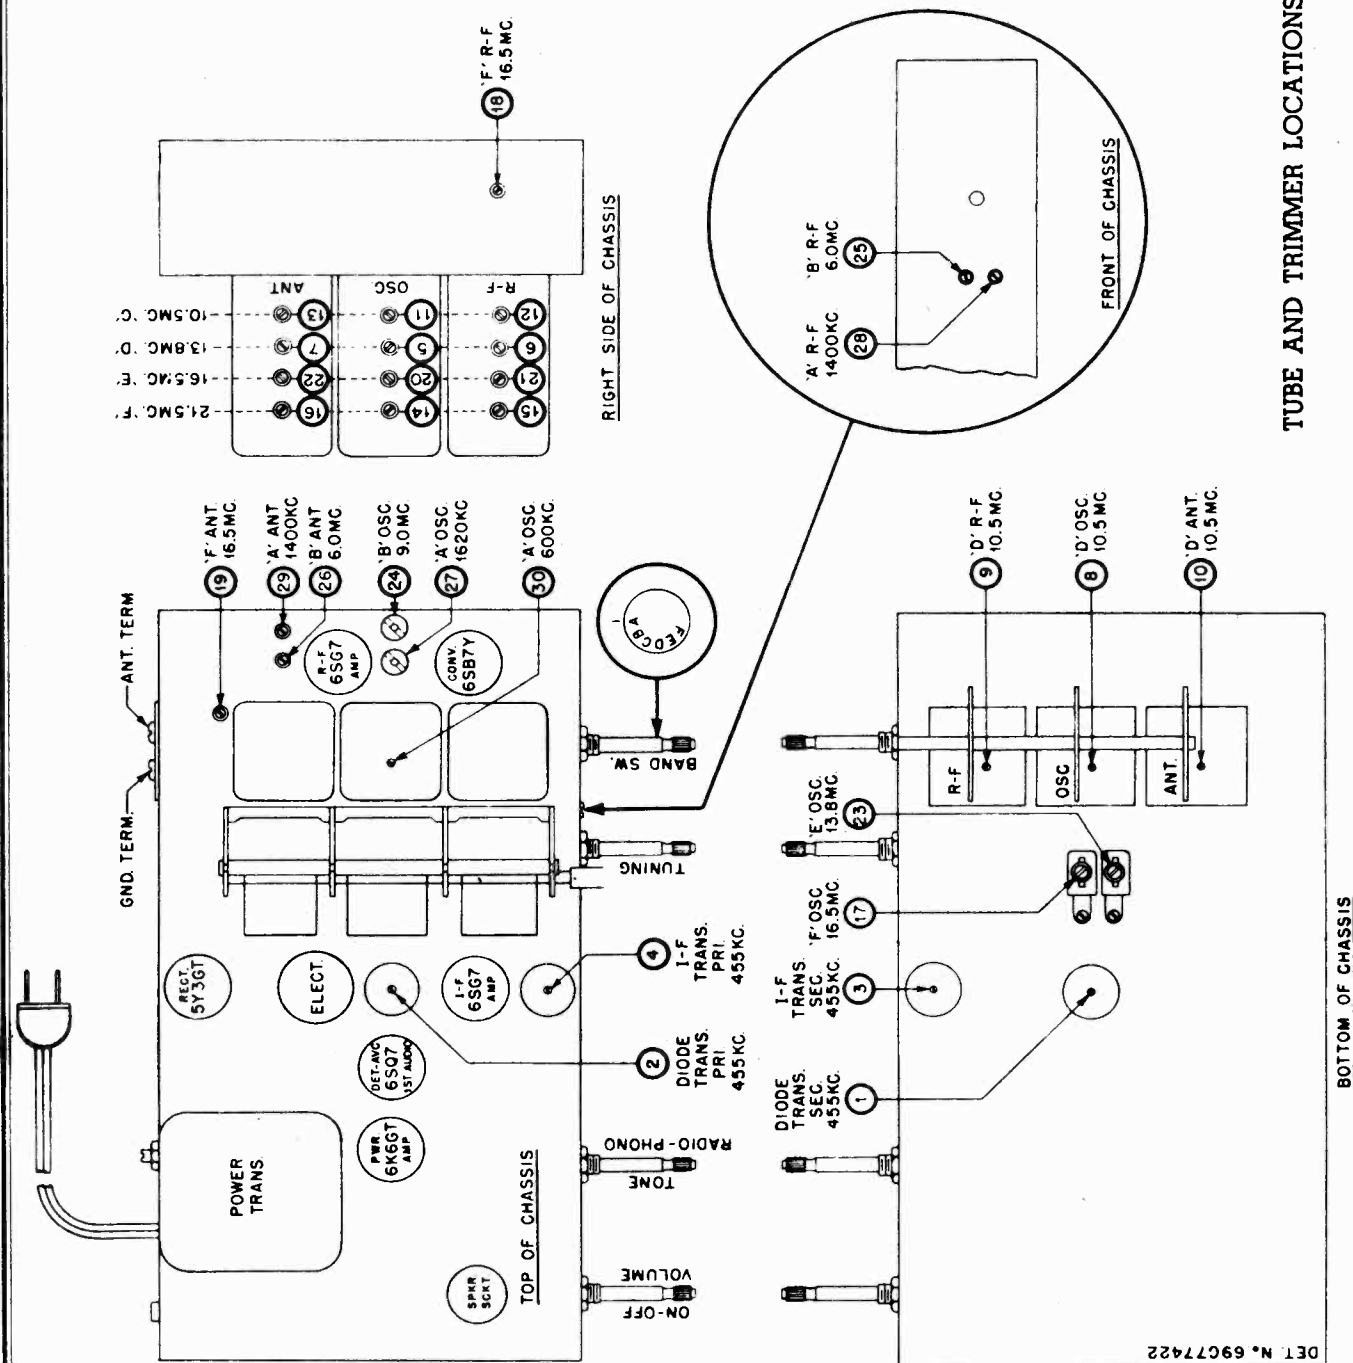 TUBE AND TRIMMER LOCATIONS
'F' R-F
16.5MC.
18
10.5MC. 'C'
13.8MC. 'D'
16.5MC. 'E'
21.5MC. 'F'
ANT
13
7
22
16
OSC
11
5
20
14
R-F
12
6
21
15
RIGHT SIDE OF CHASSIS
'B' R-F
6.0MC.
25
'A' R-F
1400KC
28
FRONT OF CHASSIS
ANT. TERM
GND. TERM.
'F' ANT.
16.5MC.
19
'A' ANT
1400KC
29
'B' ANT
6.0MC.
26
'B' OSC.
9.0MC
24
'A' OSC.
1620KC
27
'A' OSC.
600KC.
30
R-F
6SG7
AMP
CONV.
6SB7Y
FEDCBA
BAND SW.
TUNING
RECT.
5Y3GT
ELECT.
I-F
6SG7
AMP
DET-AVC
6SQ7
1ST AUDIO
PWR.
6K6GT
AMP
POWER
TRANS.
SPKR
SCKT
4
I-F
TRANS.
PRI.
455KC.
2
DIODE
TRANS.
PRI
455KC.
TOP OF CHASSIS
RADIO-PHONO
TONE
VOLUME
ON-OFF
'D' R-F
10.5MC.
9
'D' OSC.
10.5MC
8
'D' ANT.
10.5MC.
10
R-F
OSC
ANT.
'E' OSC.
13.8MC.
23
'F' OSC
16.5MC.
17
I-F
TRANS.
SEC.
455KC.
3
DIODE
TRANS.
SEC.
455KC.
1
BOTTOM OF CHASSIS
DET. No. 69C77422